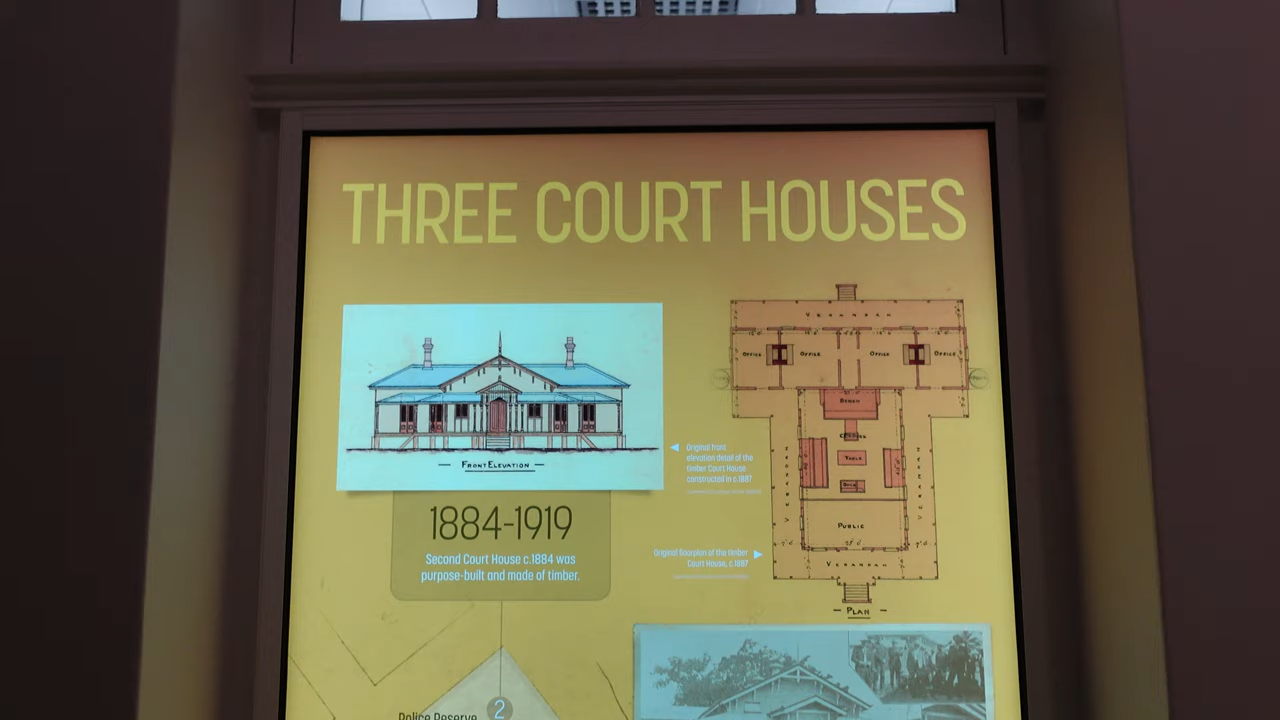 THREE COURT HOUSES
FRONT ELEVATION
Original front
elevation detail of the
timber Court House
constructed in c.1887
1884-1919
Second Court House c.1884 was
purpose-built and made of timber.
Original floorplan of the timber
Court House, c.1887
VERANDAH
OFFICE
OFFICE
OFFICE
OFFICE
BENCH
TABLE
DOCK
PUBLIC
VERANDAH
VERANDAH
VERANDAH
PLAN
Police Reserve
2